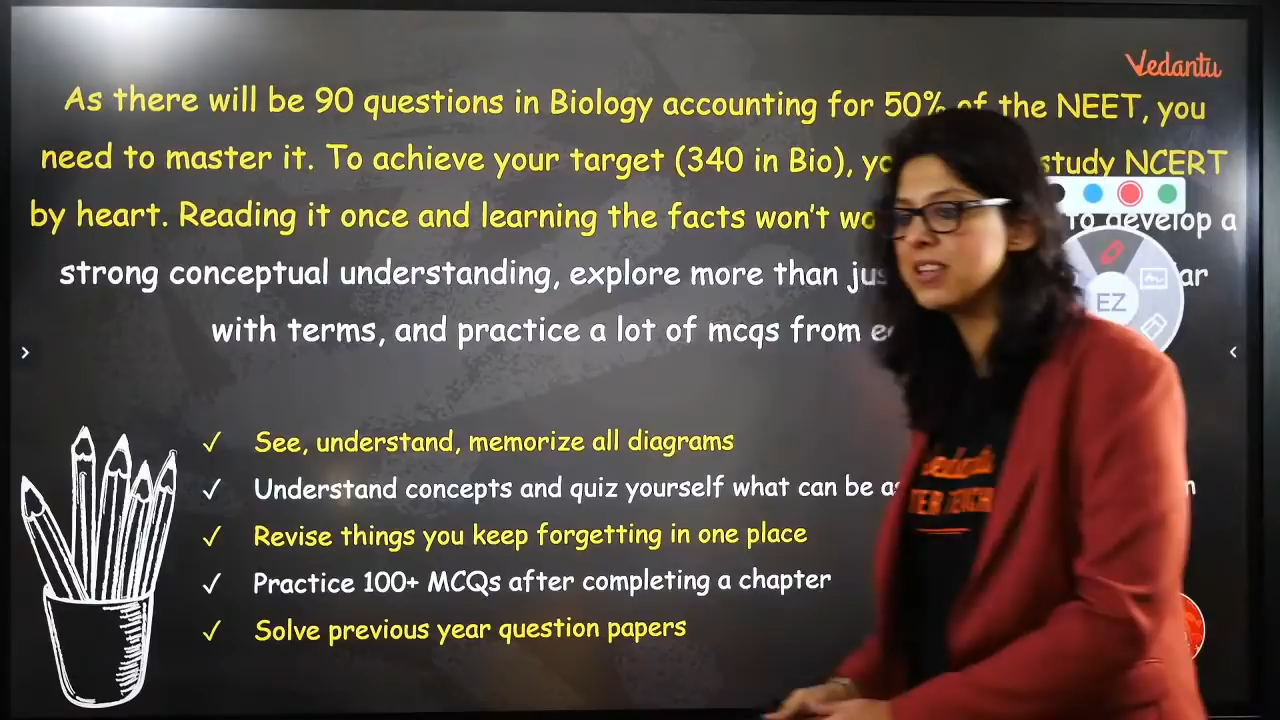 Vedantu
As there will be 90 questions in Biology accounting for 50% of the NEET, you
need to master it. To achieve your target (340 in Bio), study NCERT
by heart. Reading it once and learning the facts won't to develop a
strong conceptual understanding, explore more than
with terms, and practice a lot of mcqs from
EZ
✓ See, understand, memorize all diagrams
✓ Understand concepts and quiz yourself what can be
✓ Revise things you keep forgetting in one place
✓ Practice 100+ MCQs after completing a chapter
✓ Solve previous year question papers
Vedantu